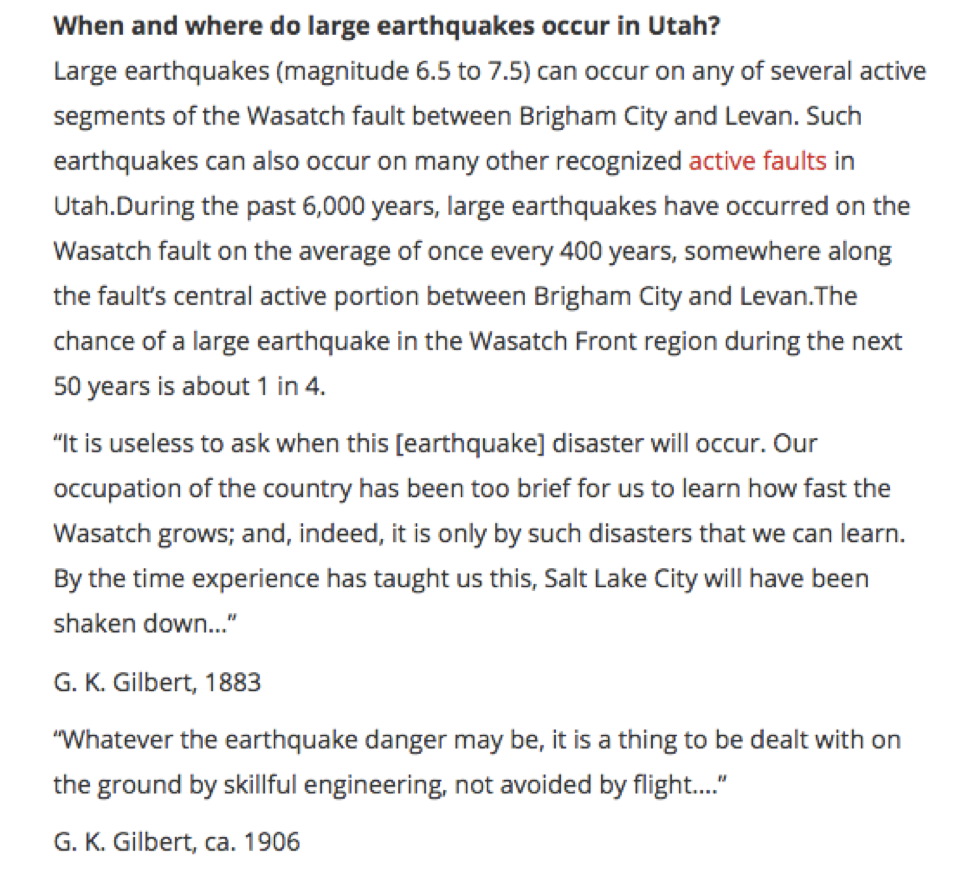 When and where do large earthquakes occur in Utah?
Large earthquakes (magnitude 6.5 to 7.5) can occur on any of several active
segments of the Wasatch fault between Brigham City and Levan. Such
earthquakes can also occur on many other recognized active faults in
Utah.During the past 6,000 years, large earthquakes have occurred on the
Wasatch fault on the average of once every 400 years, somewhere along
the fault’s central active portion between Brigham City and Levan.The
chance of a large earthquake in the Wasatch Front region during the next
50 years is about 1 in 4.
“It is useless to ask when this [earthquake] disaster will occur. Our
occupation of the country has been too brief for us to learn how fast the
Wasatch grows; and, indeed, it is only by such disasters that we can learn.
By the time experience has taught us this, Salt Lake City will have been
shaken down…”
G. K. Gilbert, 1883
“Whatever the earthquake danger may be, it is a thing to be dealt with on
the ground by skillful engineering, not avoided by flight….”
G. K. Gilbert, ca. 1906